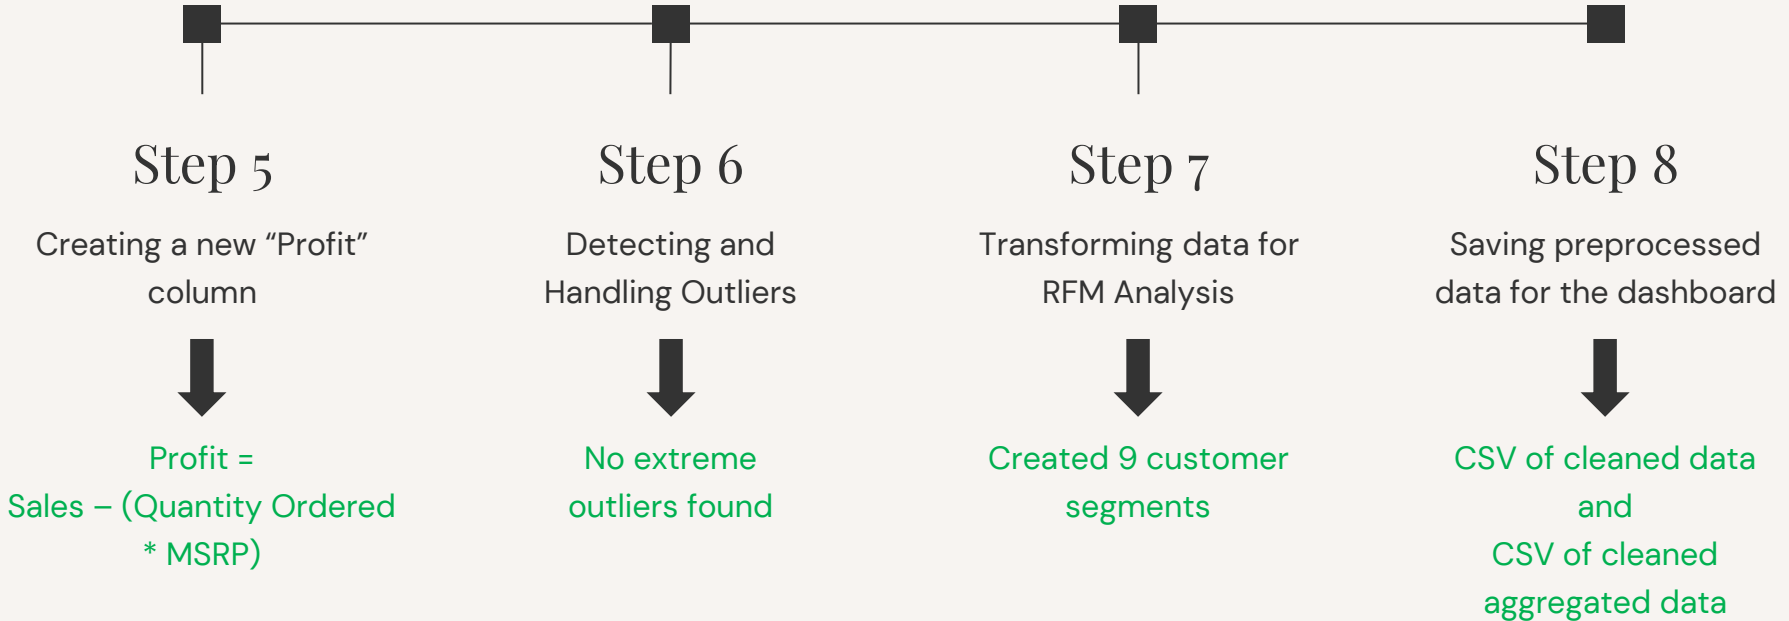 Step 5
Creating a new “Profit”
column
Profit =
Sales – (Quantity Ordered
* MSRP)
Step 6
Detecting and
Handling Outliers
No extreme
outliers found
Step 7
Transforming data for
RFM Analysis
Created 9 customer
segments
Step 8
Saving preprocessed
data for the dashboard
CSV of cleaned data
and
CSV of cleaned
aggregated data